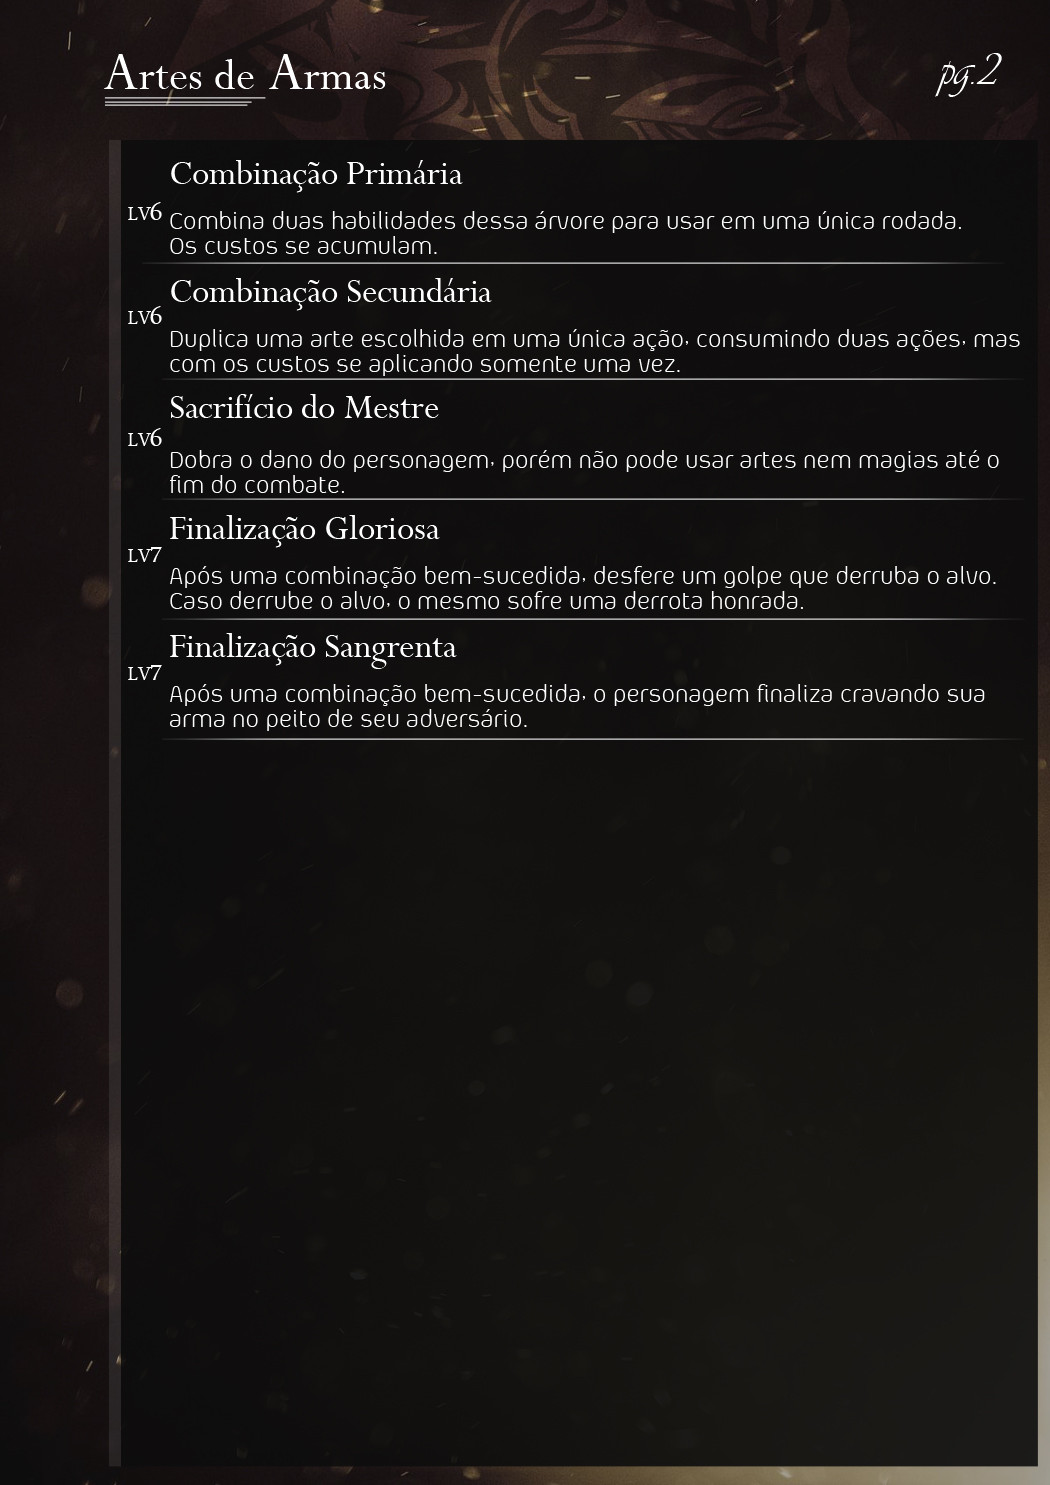 Artes de Armas
pg.2
Combinação Primária
LV6
Combina duas habilidades dessa árvore para usar em uma única rodada.
Os custos se acumulam.
Combinação Secundária
LV6
Duplica uma arte escolhida em uma única ação, consumindo duas ações, mas
com os custos se aplicando somente uma vez.
Sacrifício do Mestre
LV6
Dobra o dano do personagem, porém não pode usar artes nem magias até o
fim do combate.
Finalização Gloriosa
LV7
Após uma combinação bem-sucedida, desfere um golpe que derruba o alvo.
Caso derrube o alvo, o mesmo sofre uma derrota honrada.
Finalização Sangrenta
LV7
Após uma combinação bem-sucedida, o personagem finaliza cravando sua
arma no peito de seu adversário.